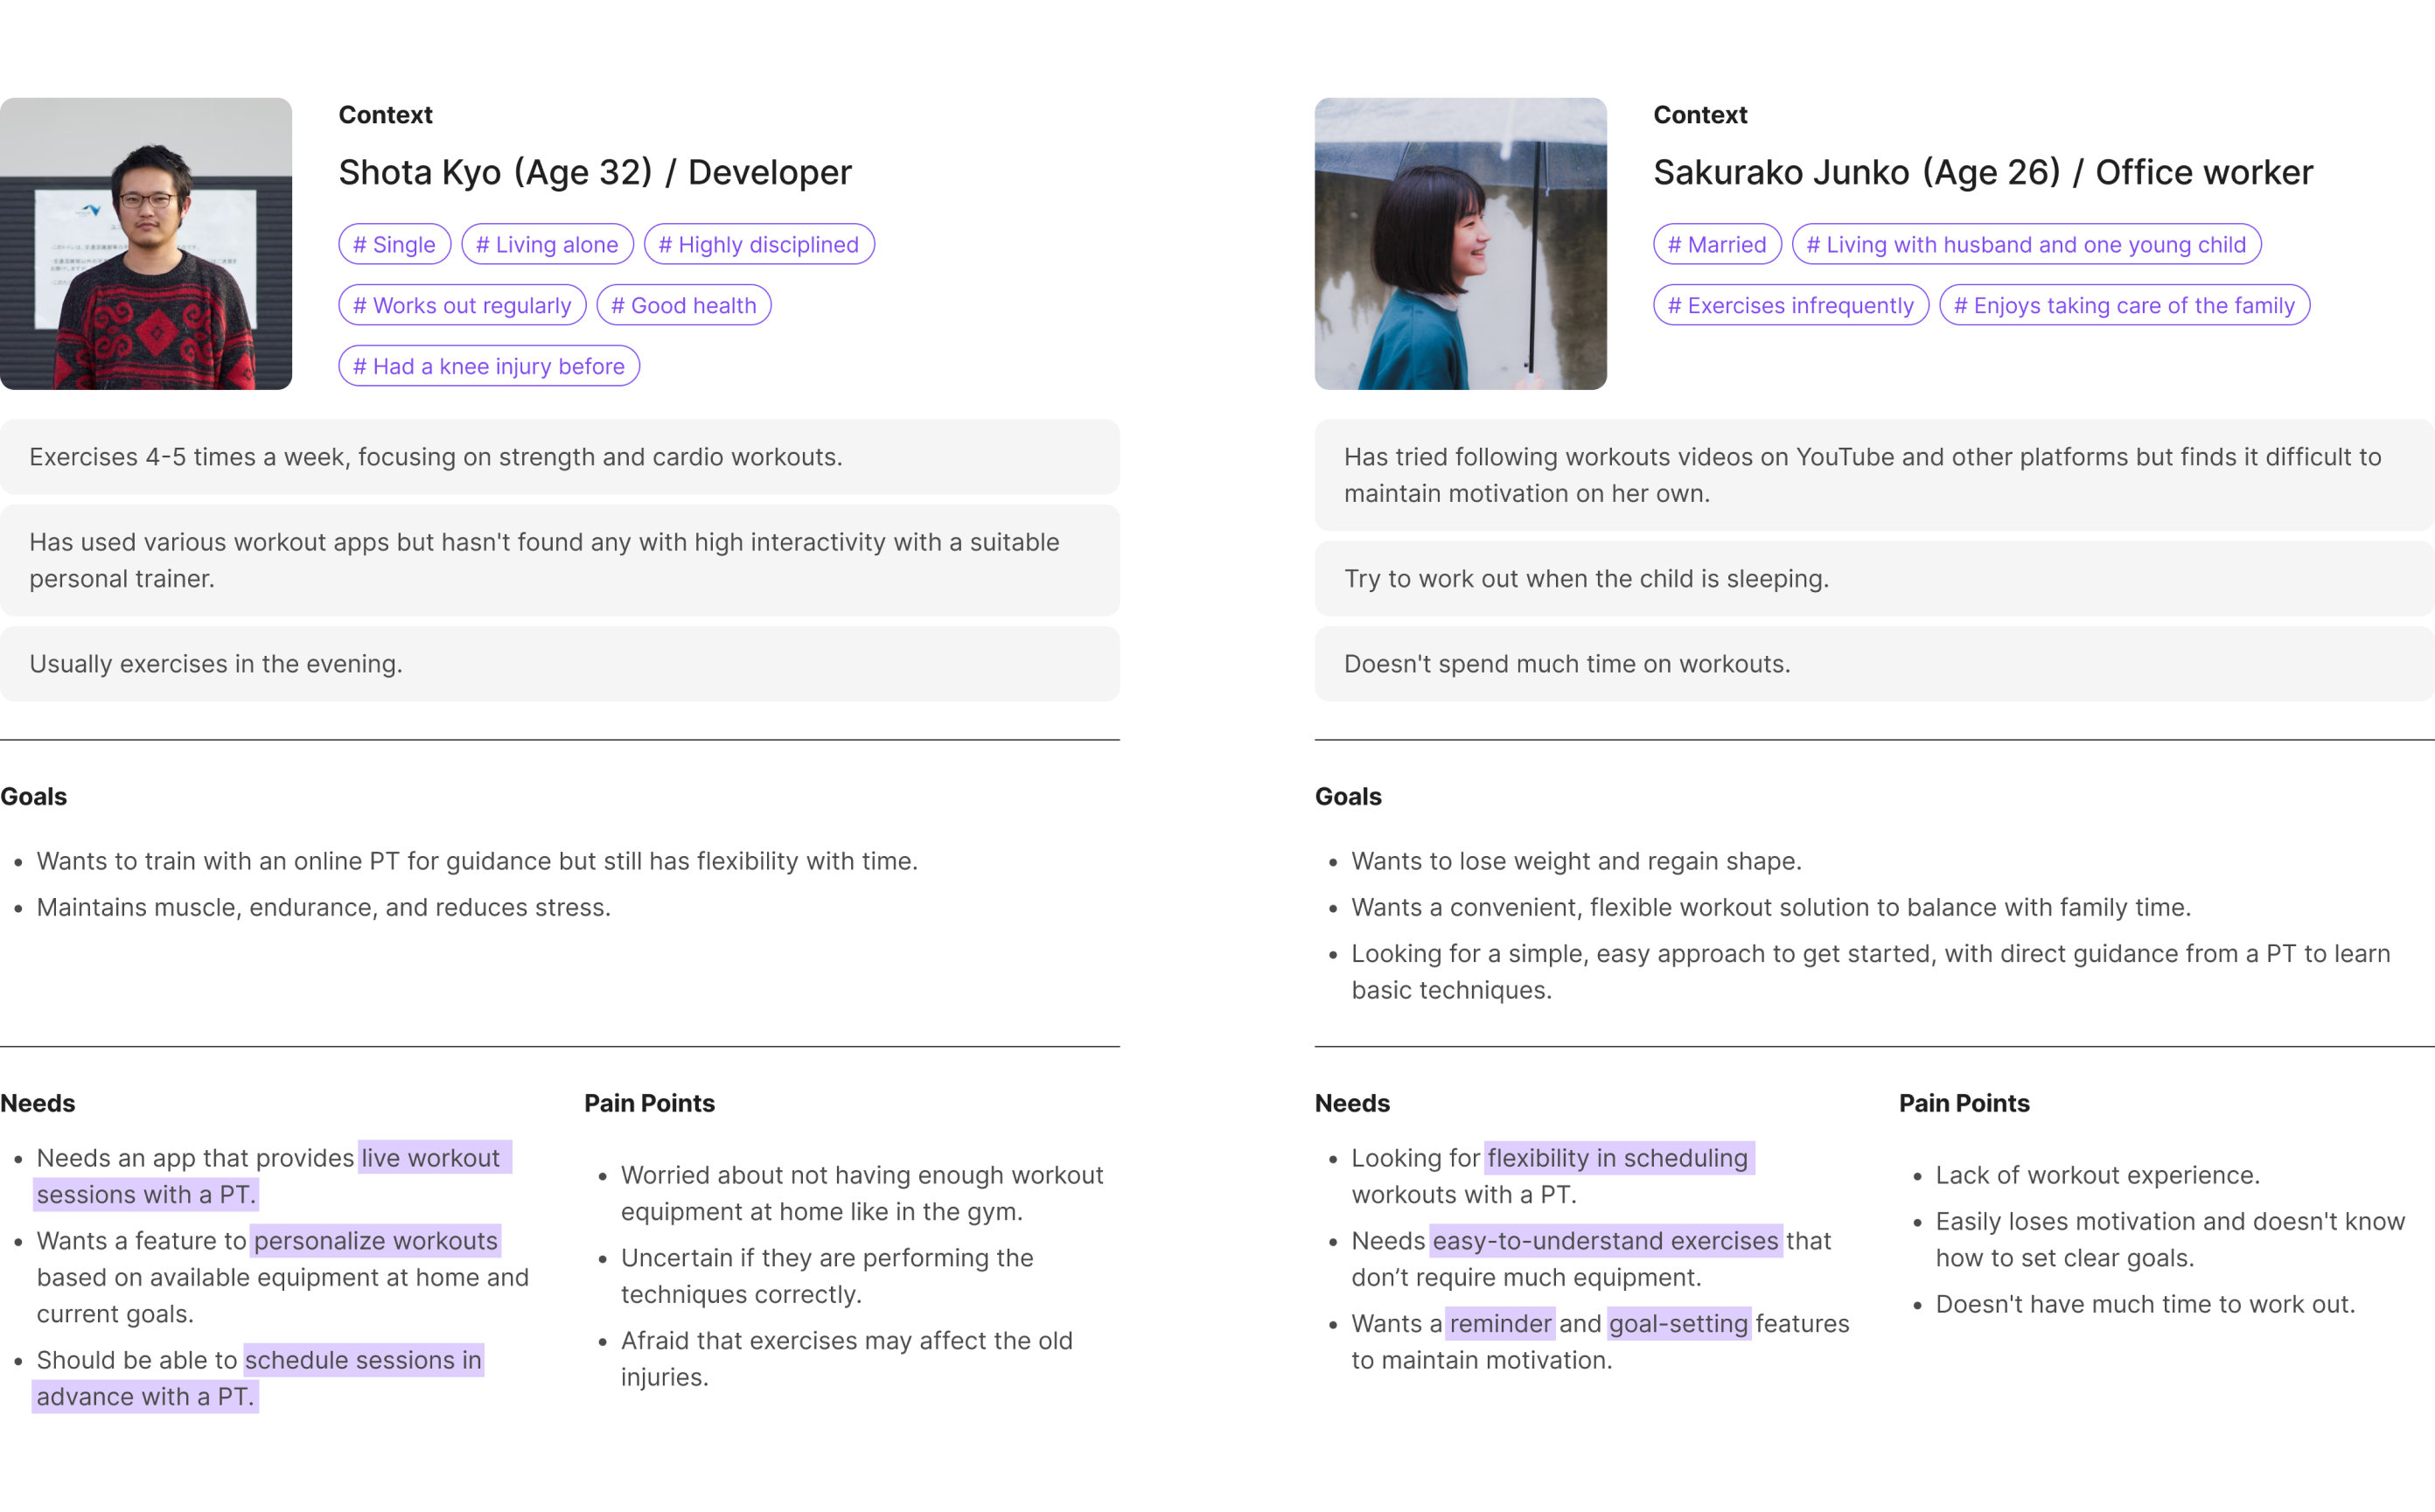 Context
Shota Kyo (Age 32) / Developer
# Single
# Living alone
# Highly disciplined
# Works out regularly
# Good health
# Had a knee injury before
Exercises 4-5 times a week, focusing on strength and cardio workouts.
Has used various workout apps but hasn't found any with high interactivity with a suitable
personal trainer.
Usually exercises in the evening.
Goals
• Wants to train with an online PT for guidance but still has flexibility with time.
• Maintains muscle, endurance, and reduces stress.
Needs
• Needs an app that provides live workout
sessions with a PT.
• Wants a feature to personalize workouts
based on available equipment at home and
current goals.
• Should be able to schedule sessions in
advance with a PT.
Pain Points
• Worried about not having enough workout
equipment at home like in the gym.
• Uncertain if they are performing the
techniques correctly.
• Afraid that exercises may affect the old
injuries.
Context
Sakurako Junko (Age 26) / Office worker
# Married
# Living with husband and one young child
# Exercises infrequently
# Enjoys taking care of the family
Has tried following workouts videos on YouTube and other platforms but finds it difficult to
maintain motivation on her own.
Try to work out when the child is sleeping.
Doesn't spend much time on workouts.
Goals
• Wants to lose weight and regain shape.
• Wants a convenient, flexible workout solution to balance with family time.
• Looking for a simple, easy approach to get started, with direct guidance from a PT to learn
basic techniques.
Needs
• Looking for flexibility in scheduling
workouts with a PT.
• Needs easy-to-understand exercises that
don’t require much equipment.
• Wants a reminder and goal-setting features
to maintain motivation.
Pain Points
• Lack of workout experience.
• Easily loses motivation and doesn't know
how to set clear goals.
• Doesn't have much time to work out.